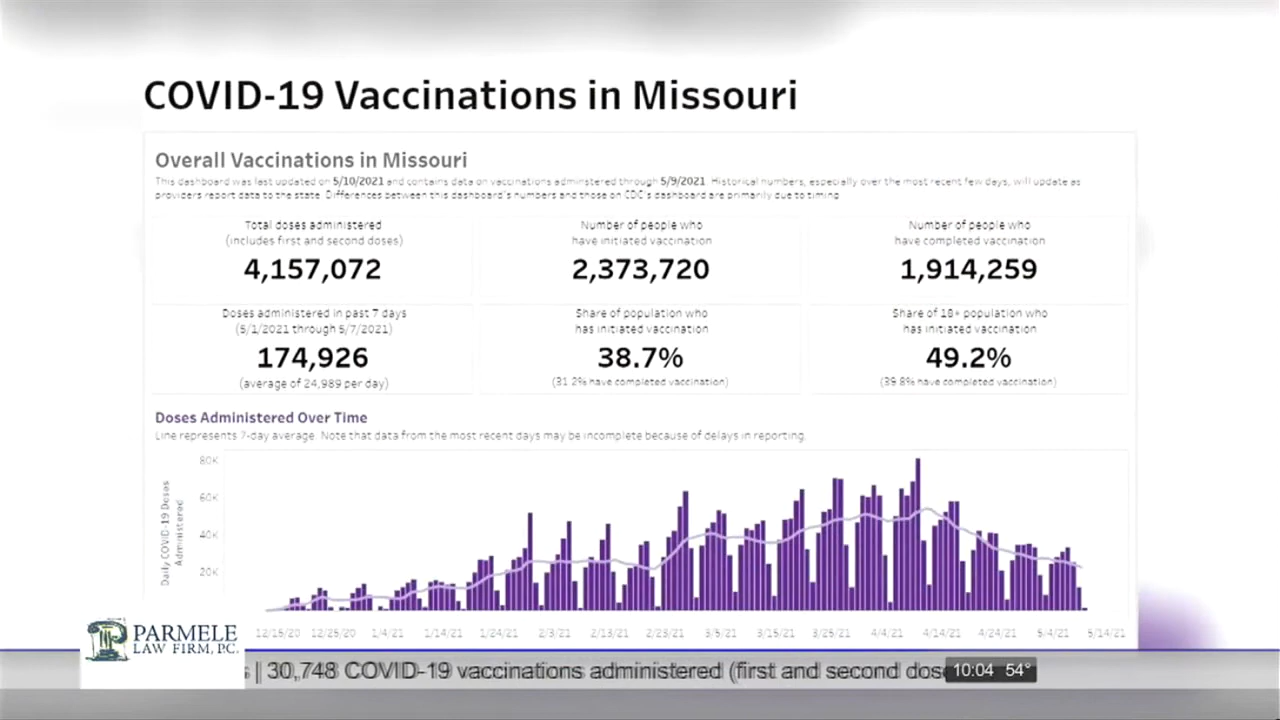 COVID-19 Vaccinations in Missouri
Overall Vaccinations in Missouri
This dashboard was last updated on 5/10/2021 and contains data on vaccinations adminstered through 5/9/2021. Historical numbers, especially over the most recent few days, will update as
providers report data to the state. Differences between this dashboard's numbers and those on CDC's dashboard are primarily due to timing
Total doses administered
(includes first and second doses)
4,157,072
Number of people who
have initiated vaccination
2,373,720
Number of people who
have completed vaccination
1,914,259
Doses administered in past 7 days
(5/1/2021 through 5/7/2021)
174,926
(average of 24,989 per day)
Share of population who
has initiated vaccination
38.7%
(31.2% have completed vaccination)
Share of 18+ population who
has initiated vaccination
49.2%
(39.8% have completed vaccination)
Doses Administered Over Time
Line represents 7-day average. Note that data from the most recent days may be incomplete because of delays in reporting.
Daily COVID-19 Doses
Administered
80K
60K
40K
20K
12/15/20 12/25/20 1/4/21 1/14/21 1/24/21 2/3/21 2/13/21 2/23/21 3/5/21 3/15/21 3/25/21 4/4/21 4/14/21 4/24/21 5/4/21 5/14/21
PARMELE
LAW FIRM, P.C.
s | 30,748 COVID-19 vaccinations administered (first and second dose
10:04 54°